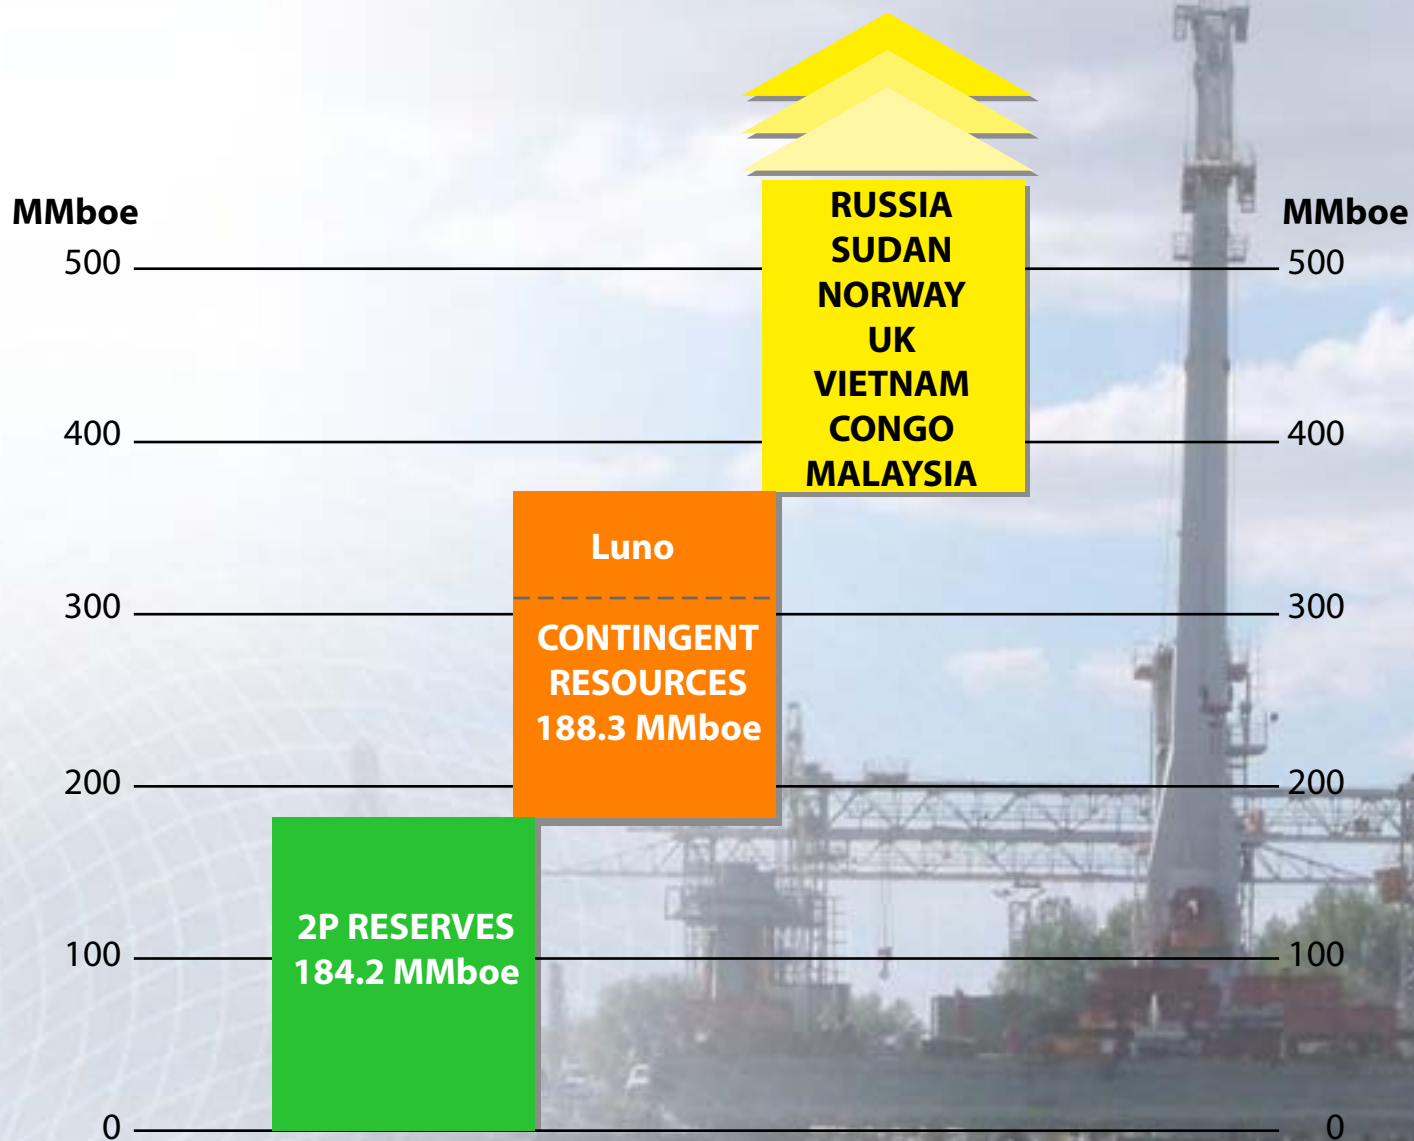 MMboe
MMboe
RUSSIA
SUDAN
NORWAY
UK
VIETNAM
CONGO
MALAYSIA
500
500
400
400
Luno
300
300
CONTINGENT
RESOURCES
188.3 MMboe
200
200
2P RESERVES
184.2 MMboe
100
100
0
0